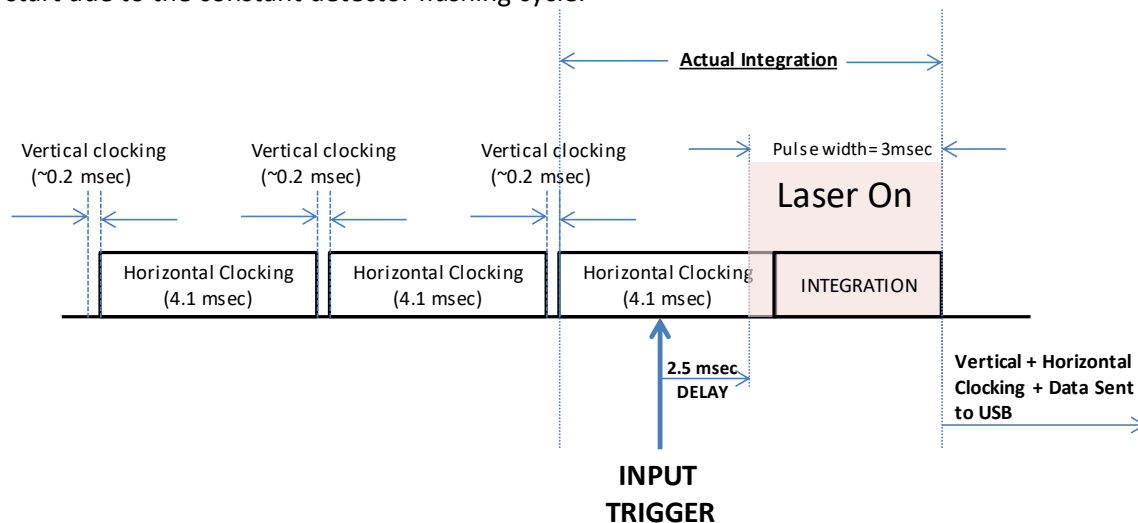 start due to the constant detector flushing cycle.
Actual Integration
Vertical clocking
(~0.2 msec)
Vertical clocking
(~0.2 msec)
Vertical clocking
(~0.2 msec)
Pulse width= 3msec
Laser On
Horizontal Clocking
(4.1 msec)
Horizontal Clocking
(4.1 msec)
Horizontal Clocking
(4.1 msec)
INTEGRATION
2.5 msec
DELAY
Vertical + Horizontal
Clocking + Data Sent
to USB
INPUT
TRIGGER